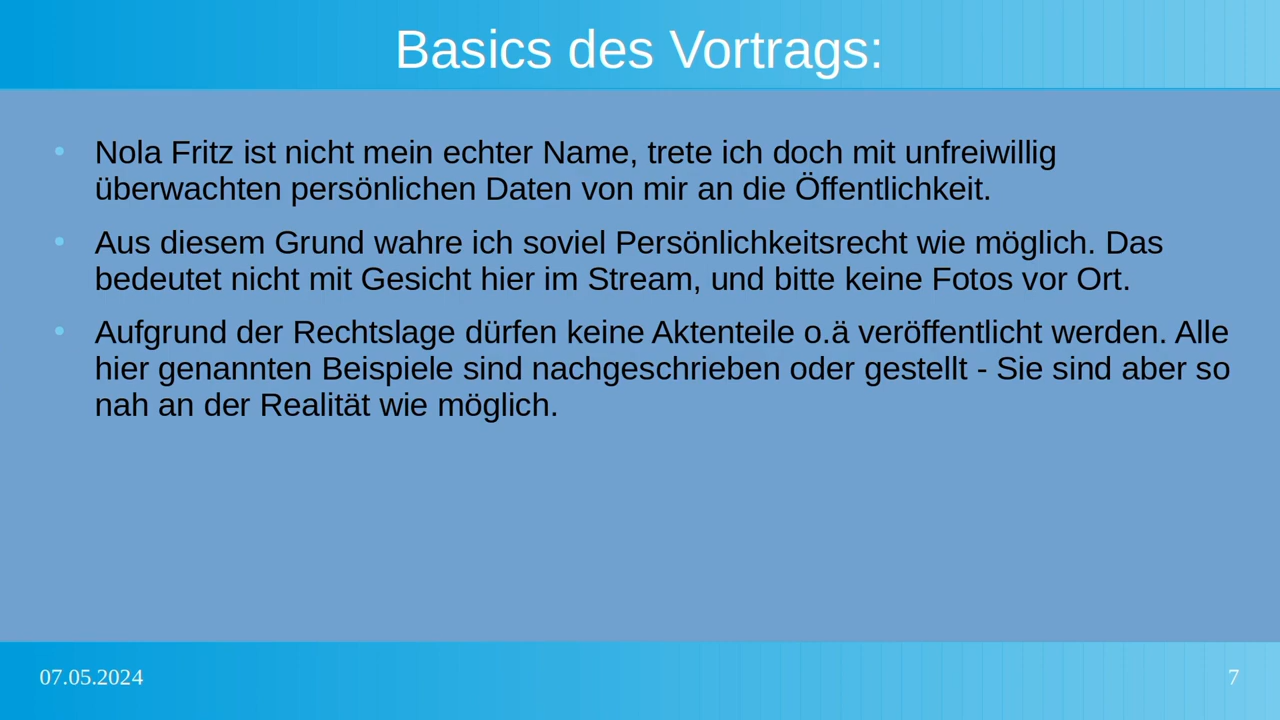 Basics des Vortrags:
Nola Fritz ist nicht mein echter Name, trete ich doch mit unfreiwillig
überwachten persönlichen Daten von mir an die Öffentlichkeit.
Aus diesem Grund wahre ich soviel Persönlichkeitsrecht wie möglich. Das
bedeutet nicht mit Gesicht hier im Stream, und bitte keine Fotos vor Ort.
Aufgrund der Rechtslage dürfen keine Aktenteile o.ä veröffentlicht werden. Alle
hier genannten Beispiele sind nachgeschrieben oder gestellt - Sie sind aber so
nah an der Realität wie möglich.
07.05.2024
7